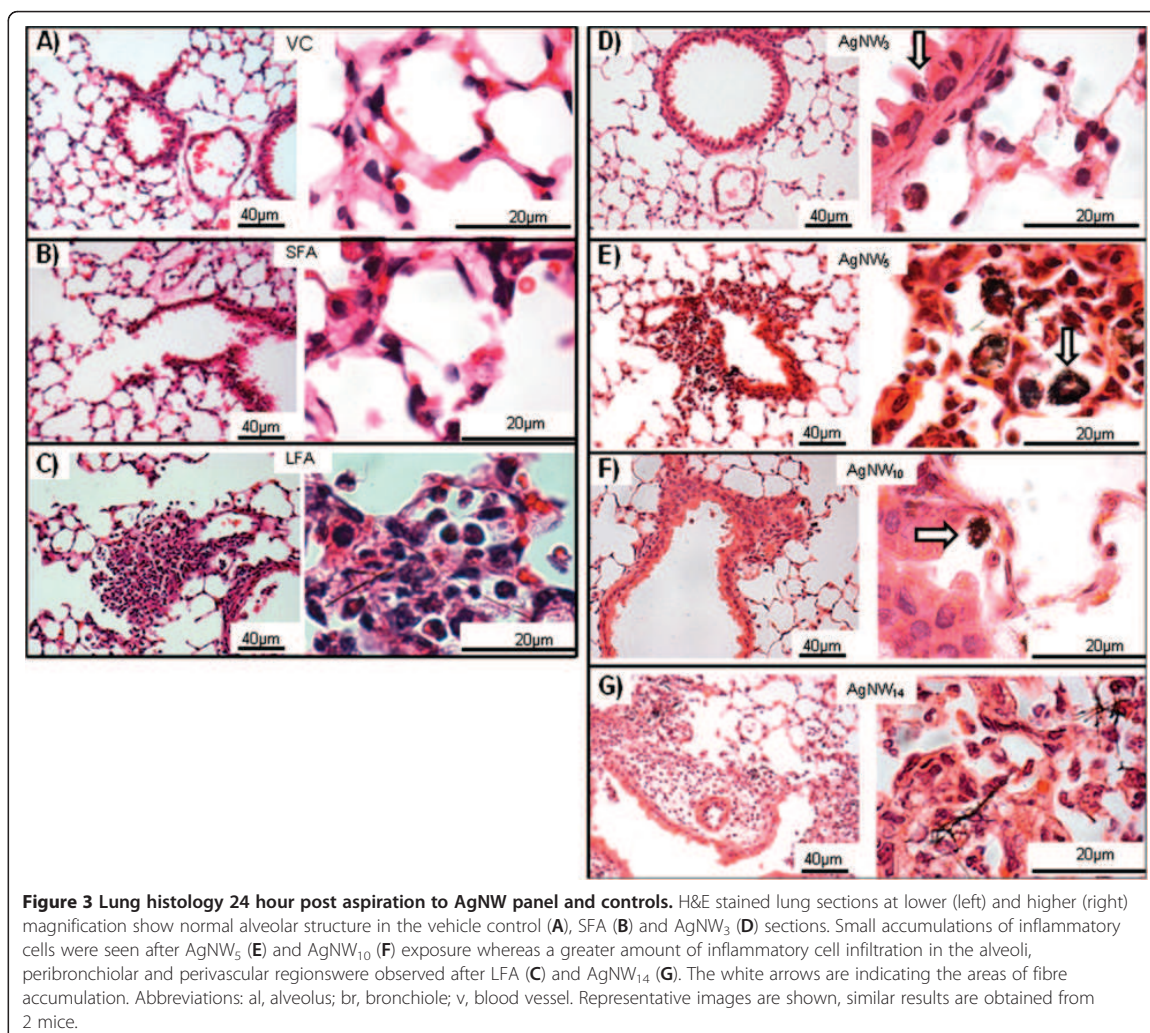 A) VC
40µm 20µm
B) SFA
40µm 20µm
C) LFA
40µm 20µm
D) AgNW₃
40µm 20µm
E) AgNW₅
40µm 20µm
F) AgNW₁₀
40µm 20µm
G) AgNW₁₄
40µm 20µm
Figure 3 Lung histology 24 hour post aspiration to AgNW panel and controls. H&E stained lung sections at lower (left) and higher (right)
magnification show normal alveolar structure in the vehicle control (A), SFA (B) and AgNW₃ (D) sections. Small accumulations of inflammatory
cells were seen after AgNW₅ (E) and AgNW₁₀ (F) exposure whereas a greater amount of inflammatory cell infiltration in the alveoli,
peribronchiolar and perivascular regionswere observed after LFA (C) and AgNW₁₄ (G). The white arrows are indicating the areas of fibre
accumulation. Abbreviations: al, alveolus; br, bronchiole; v, blood vessel. Representative images are shown, similar results are obtained from
2 mice.